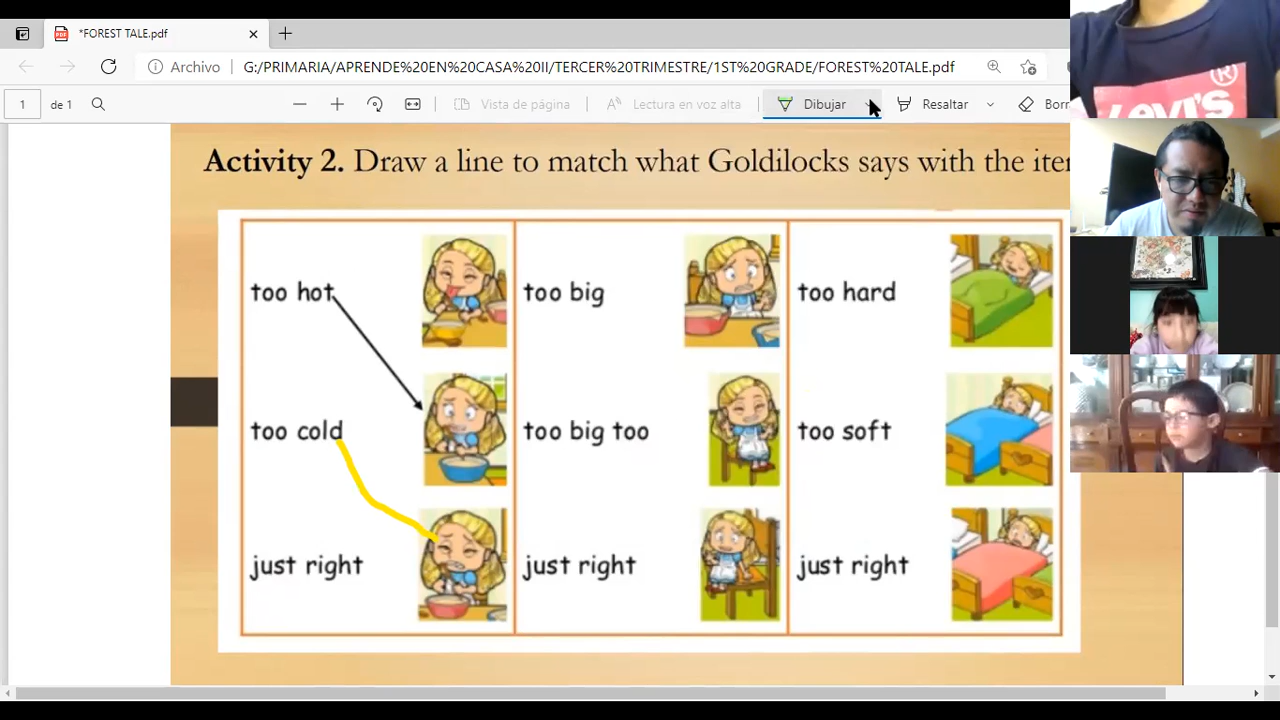 *FOREST TALE.pdf
Archivo G:/PRIMARIA/APRENDE%20EN%20CASA%20II/TERCER%20TRIMESTRE/1ST%20GRADE/FOREST%20TALE.pdf
1 de 1 Vista de página Lectura en voz alta Dibujar Resaltar
Activity 2. Draw a line to match what Goldilocks says with the
too hot too big too hard
too cold too big too too soft
just right just right just right
Levi's